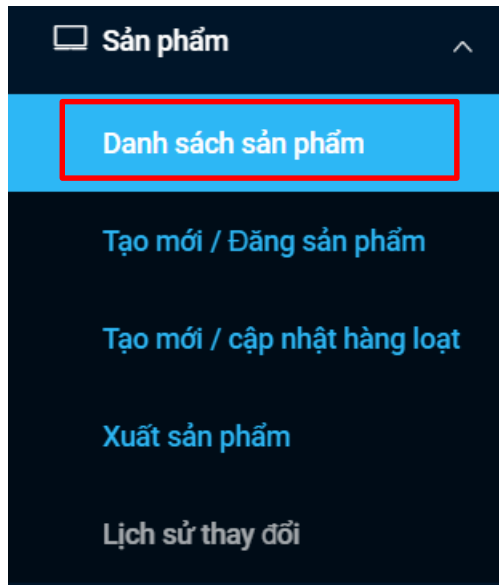 Sản phẩm
Danh sách sản phẩm
Tạo mới / Đăng sản phẩm
Tạo mới / cập nhật hàng loạt
Xuất sản phẩm
Lịch sử thay đổi